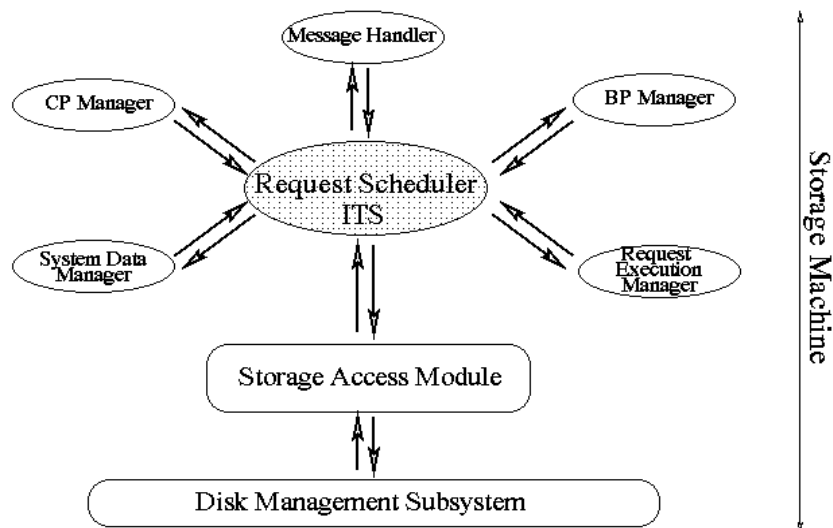 Message Handler
CP Manager
BP Manager
Request Scheduler
ITS
System Data
Manager
Request
Execution
Manager
Storage Access Module
Disk Management Subsystem
Storage Machine